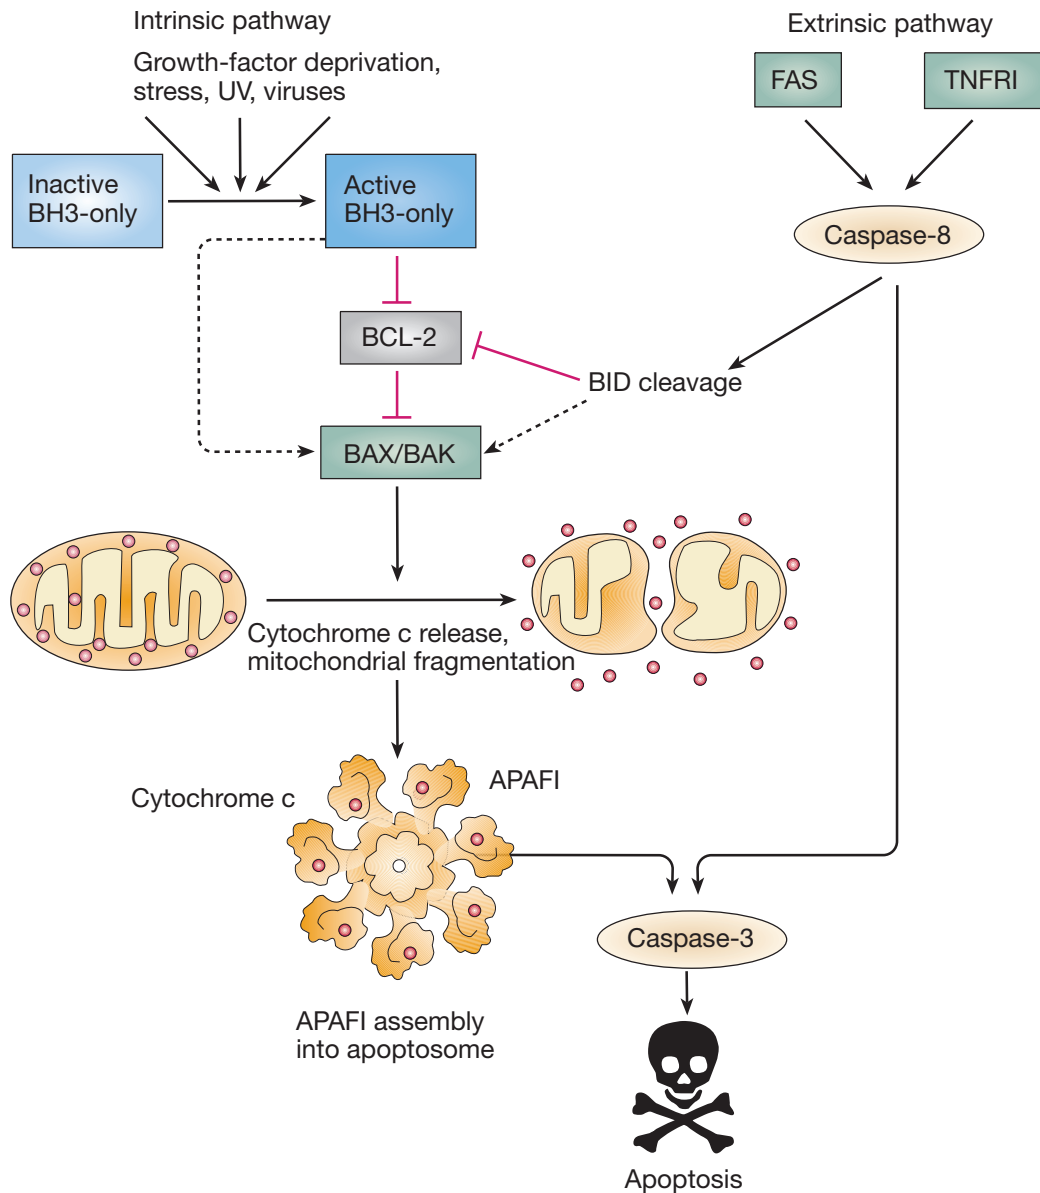 Intrinsic pathway
Growth-factor deprivation,
stress, UV, viruses
Extrinsic pathway
FAS
TNFRI
Inactive
BH3-only
Active
BH3-only
Caspase-8
BCL-2
BID cleavage
BAX/BAK
Cytochrome c release,
mitochondrial fragmentation
Cytochrome c
APAFI
Caspase-3
APAFI assembly
into apoptosome
Apoptosis